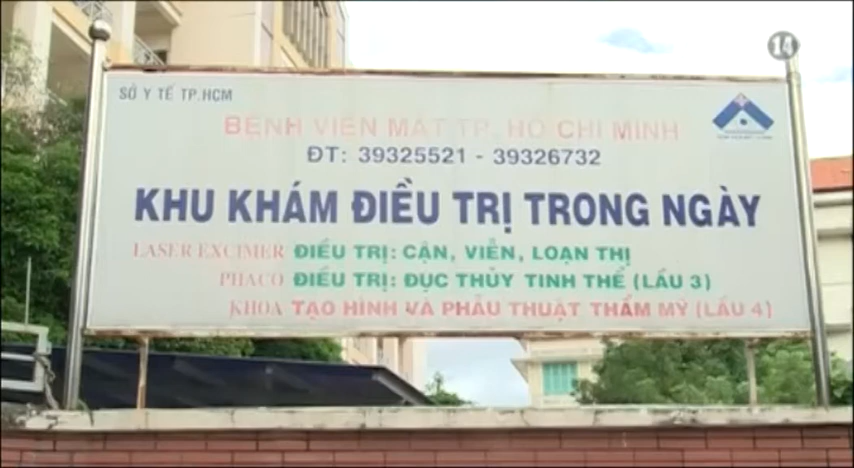 14
SỞ Y TẾ TP.HCM
BỆNH VIỆN MẮT TP. HỒ CHÍ MINH
ĐT: 39325521 - 39326732
KHU KHÁM ĐIỀU TRỊ TRONG NGÀY
LASER EXCIMER ĐIỀU TRỊ: CẬN, VIỄN, LOẠN THỊ
PHACO ĐIỀU TRỊ: ĐỤC THỦY TINH THỂ (LẦU 3)
KHOA TẠO HÌNH VÀ PHẪU THUẬT THẨM MỸ (LẦU 4)